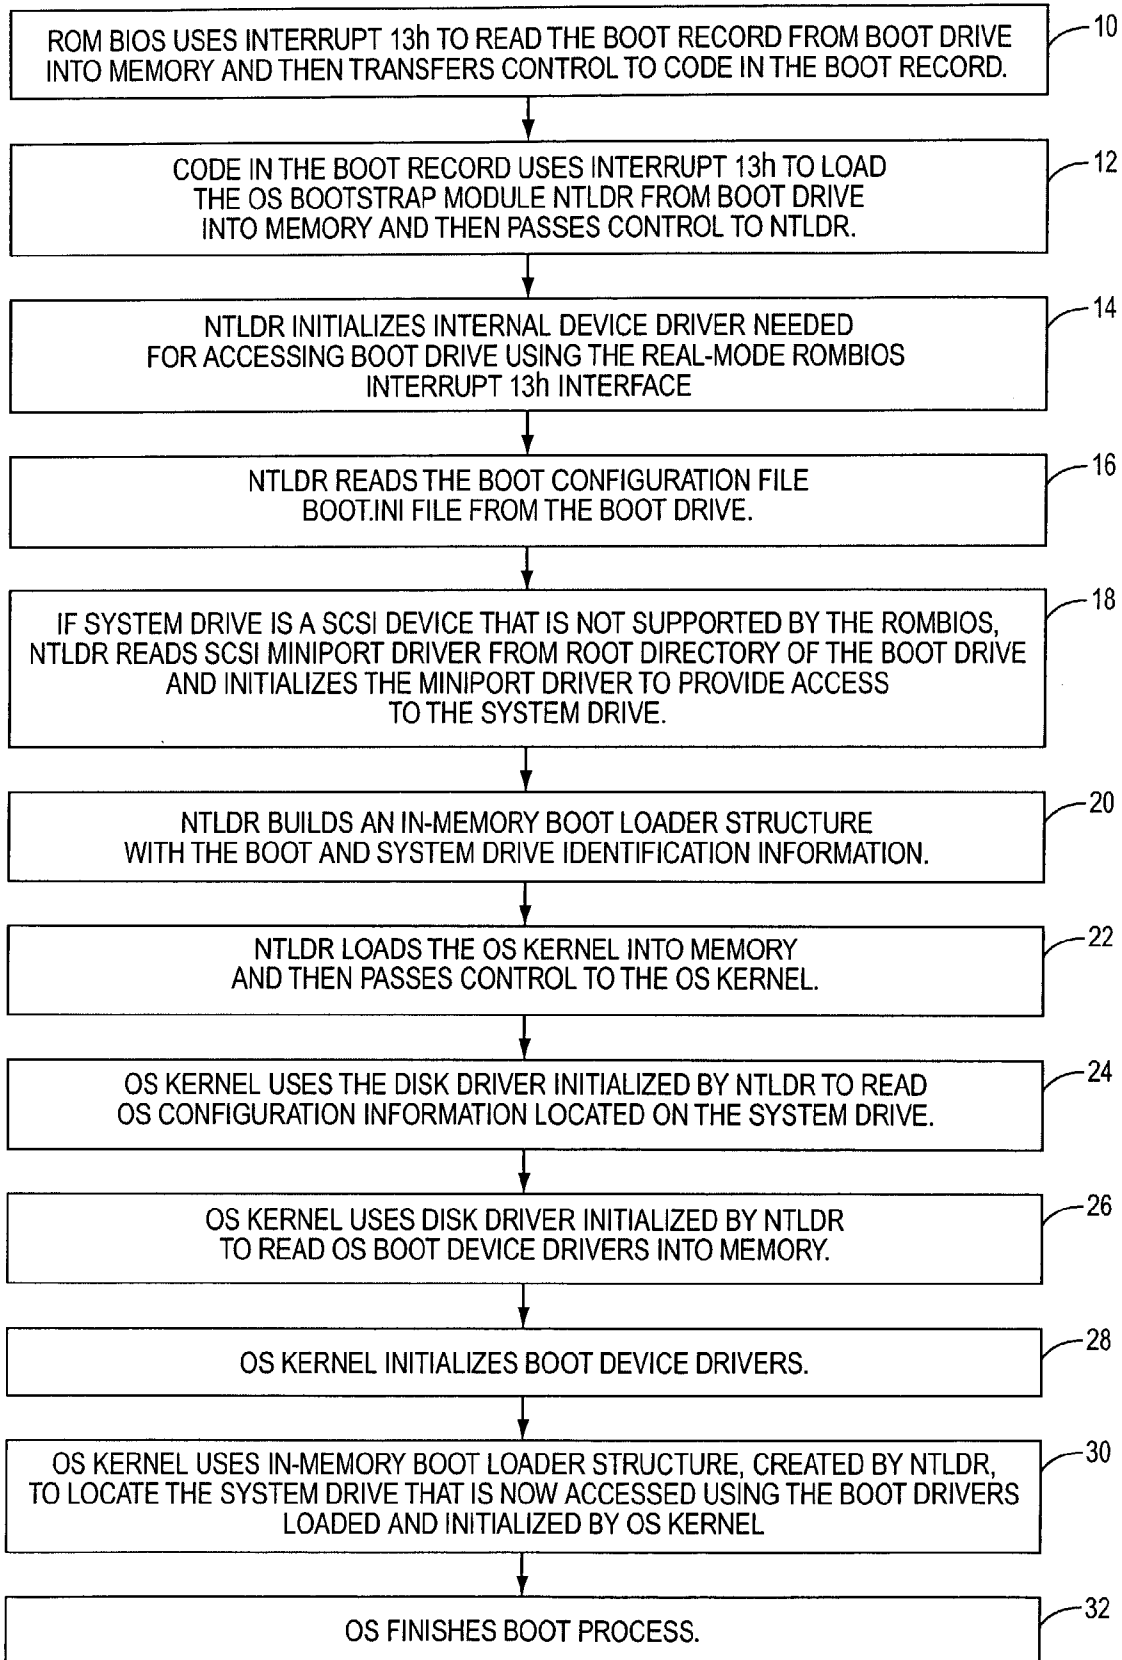 ROM BIOS USES INTERRUPT 13h TO READ THE BOOT RECORD FROM BOOT DRIVE
INTO MEMORY AND THEN TRANSFERS CONTROL TO CODE IN THE BOOT RECORD.
10
CODE IN THE BOOT RECORD USES INTERRUPT 13h TO LOAD
THE OS BOOTSTRAP MODULE NTLDR FROM BOOT DRIVE
INTO MEMORY AND THEN PASSES CONTROL TO NTLDR.
12
NTLDR INITIALIZES INTERNAL DEVICE DRIVER NEEDED
FOR ACCESSING BOOT DRIVE USING THE REAL-MODE ROMBIOS
INTERRUPT 13h INTERFACE
14
NTLDR READS THE BOOT CONFIGURATION FILE
BOOT.INI FILE FROM THE BOOT DRIVE.
16
IF SYSTEM DRIVE IS A SCSI DEVICE THAT IS NOT SUPPORTED BY THE ROMBIOS,
NTLDR READS SCSI MINIPORT DRIVER FROM ROOT DIRECTORY OF THE BOOT DRIVE
AND INITIALIZES THE MINIPORT DRIVER TO PROVIDE ACCESS
TO THE SYSTEM DRIVE.
18
NTLDR BUILDS AN IN-MEMORY BOOT LOADER STRUCTURE
WITH THE BOOT AND SYSTEM DRIVE IDENTIFICATION INFORMATION.
20
NTLDR LOADS THE OS KERNEL INTO MEMORY
AND THEN PASSES CONTROL TO THE OS KERNEL.
22
OS KERNEL USES THE DISK DRIVER INITIALIZED BY NTLDR TO READ
OS CONFIGURATION INFORMATION LOCATED ON THE SYSTEM DRIVE.
24
OS KERNEL USES DISK DRIVER INITIALIZED BY NTLDR
TO READ OS BOOT DEVICE DRIVERS INTO MEMORY.
26
OS KERNEL INITIALIZES BOOT DEVICE DRIVERS.
28
OS KERNEL USES IN-MEMORY BOOT LOADER STRUCTURE, CREATED BY NTLDR,
TO LOCATE THE SYSTEM DRIVE THAT IS NOW ACCESSED USING THE BOOT DRIVERS
LOADED AND INITIALIZED BY OS KERNEL
30
OS FINISHES BOOT PROCESS.
32